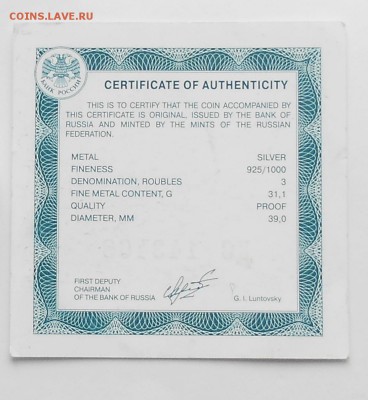 COINS.LAVE.RU
БАНК РОССИИ
CERTIFICATE OF AUTHENTICITY
THIS IS TO CERTIFY THAT THE COIN ACCOMPANIED BY
THIS CERTIFICATE IS ORIGINAL, ISSUED BY THE BANK OF
RUSSIA AND MINTED BY THE MINTS OF THE RUSSIAN
FEDERATION.
METAL SILVER
FINENESS 925/1000
DENOMINATION, ROUBLES 3
FINE METAL CONTENT, G 31,1
QUALITY PROOF
DIAMETER, MM 39,0
FIRST DEPUTY
CHAIRMAN
OF THE BANK OF RUSSIA G. I. Luntovsky